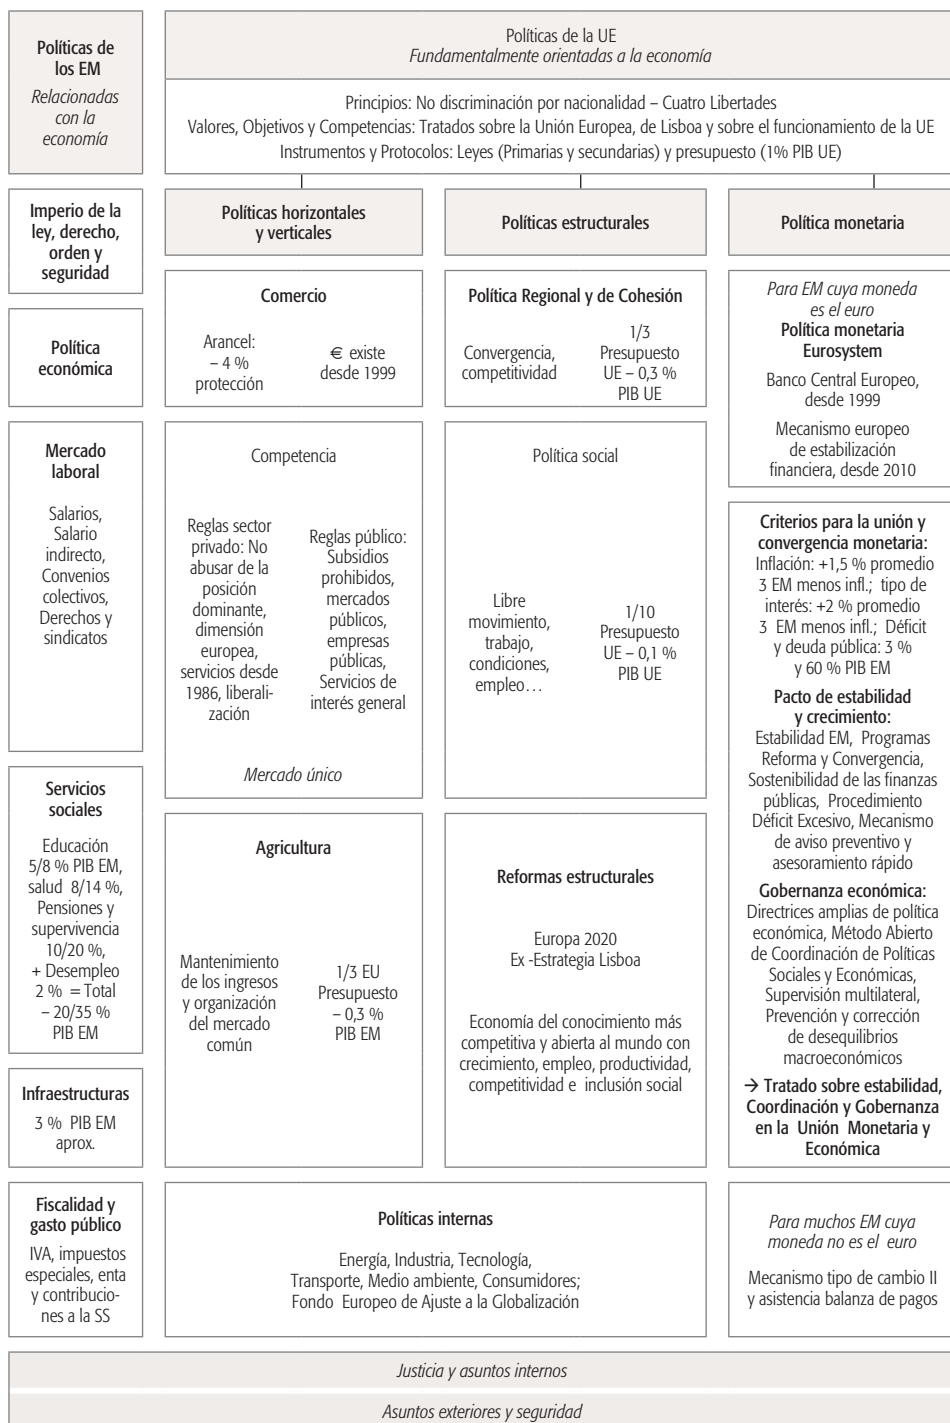 Políticas de
los EM
Relacionadas
con la
economía
Políticas de la UE
Fundamentalmente orientadas a la economía
Principios: No discriminación por nacionalidad – Cuatro Libertades
Valores, Objetivos y Competencias: Tratados sobre la Unión Europea, de Lisboa y sobre el funcionamiento de la UE
Instrumentos y Protocolos: Leyes (Primarias y secundarias) y presupuesto (1% PIB UE)
Imperio de la
ley, derecho,
orden y
seguridad
Política
económica
Mercado
laboral
Salarios,
Salario
indirecto,
Convenios
colectivos,
Derechos y
sindicatos
Servicios
sociales
Educación
5/8 % PIB EM,
salud 8/14 %,
Pensiones y
supervivencia
10/20 %,
+ Desempleo
2 % = Total
– 20/35 %
PIB EM
Infraestructuras
3 % PIB EM
aprox.
Fiscalidad y
gasto público
IVA, impuestos
especiales, enta
y contribucio-
nes a la SS
Políticas horizontales
y verticales
Comercio
Arancel:
– 4 %
protección
€ existe
desde 1999
Competencia
Reglas sector
privado: No
abusar de la
posición
dominante,
dimensión
europea,
servicios desde
1986, liberali-
zación
Reglas público:
Subsidios
prohibidos,
mercados
públicos,
empresas
públicas,
Servicios de
interés general
Mercado único
Agricultura
Mantenimiento
de los ingresos
y organización
del mercado
común
1/3 EU
Presupuesto
– 0,3 %
PIB EM
Políticas estructurales
Política Regional y de Cohesión
Convergencia,
competitividad
1/3
Presupuesto
UE – 0,3 %
PIB UE
Política social
Libre
movimiento,
trabajo,
condiciones,
empleo…
1/10
Presupuesto
UE – 0,1 %
PIB UE
Reformas estructurales
Europa 2020
Ex -Estrategia Lisboa
Economía del conocimiento más
competitiva y abierta al mundo con
crecimiento, empleo, productividad,
competitividad e inclusión social
Políticas internas
Energía, Industria, Tecnología,
Transporte, Medio ambiente, Consumidores;
Fondo Europeo de Ajuste a la Globalización
Política monetaria
Para EM cuya moneda
es el euro
Política monetaria
Eurosystem
Banco Central Europeo,
desde 1999
Mecanismo europeo
de estabilización
financiera, desde 2010
Criterios para la unión y
convergencia monetaria:
Inflación: +1,5 % promedio
3 EM menos infl.; tipo de
interés: +2 % promedio
3 EM menos infl.; Déficit
y deuda pública: 3 %
y 60 % PIB EM
Pacto de estabilidad
y crecimiento:
Estabilidad EM, Programas
Reforma y Convergencia,
Sostenibilidad de las finanzas
públicas, Procedimiento
Déficit Excesivo, Mecanismo
de aviso preventivo y
asesoramiento rápido
Gobernanza económica:
Directrices amplias de política
económica, Método Abierto
de Coordinación de Políticas
Sociales y Económicas,
Supervisión multilateral,
Prevención y corrección
de desequilibrios
macroeconómicos
→ Tratado sobre estabilidad,
Coordinación y Gobernanza
en la Unión Monetaria y
Económica
Para muchos EM cuya
moneda no es el euro
Mecanismo tipo de cambio II
y asistencia balanza de pagos
Justicia y asuntos internos
Asuntos exteriores y seguridad